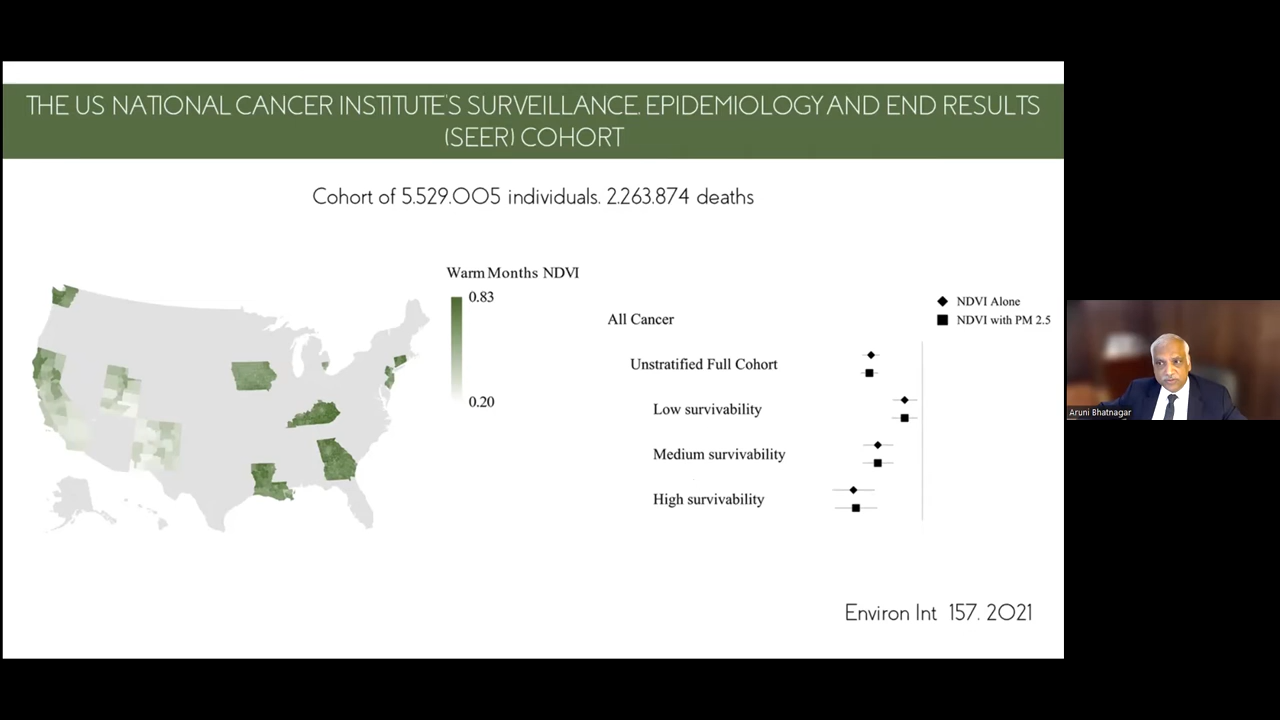 THE US NATIONAL CANCER INSTITUTE'S SURVEILLANCE, EPIDEMIOLOGY AND END RESULTS
(SEER) COHORT
Cohort of 5,529,005 individuals, 2,263,874 deaths
Warm Months NDVI
0.83
0.20
NDVI Alone
NDVI with PM 2.5
All Cancer
Unstratified Full Cohort
Low survivability
Medium survivability
High survivability
Environ Int 157, 2021
Aruni Bhatnagar